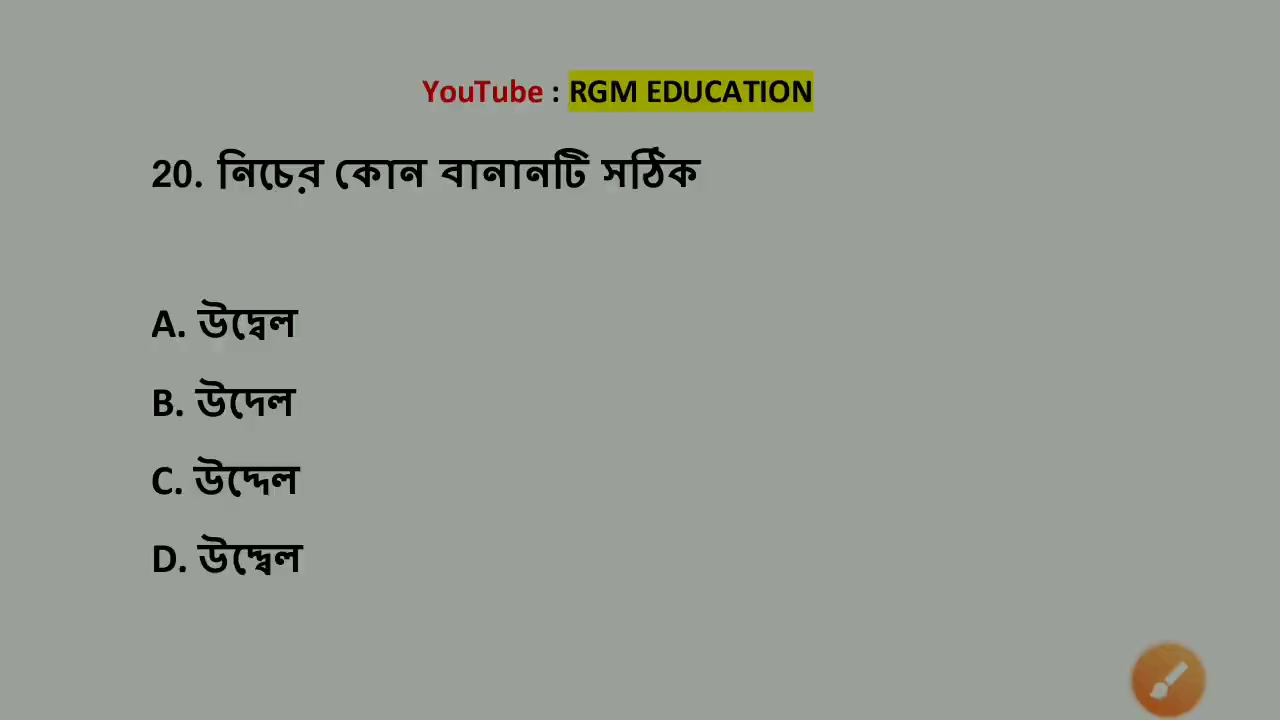 YouTube : RGM EDUCATION
20. নিচের কোন বানানটি সঠিক
A. উদ্বেল
B. উদেল
C. উদ্দেল
D. উদ্দ্বেল